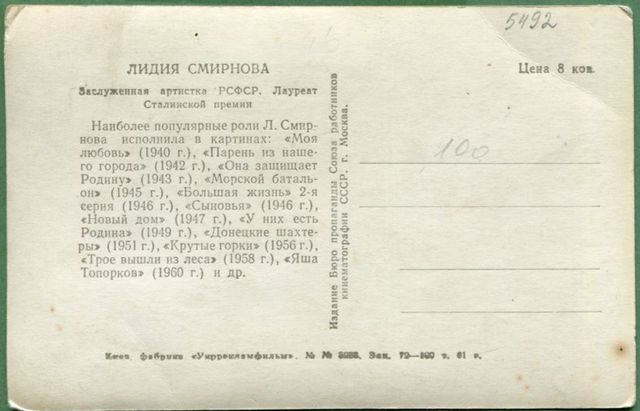 5492
Цена 8 коп.
ЛИДИЯ СМИРНОВА
Заслуженная артистка РСФСР, Лауреат
Сталинской премии
Наиболее популярные роли Л. Смир-
нова исполнила в картинах: «Моя
любовь» (1940 г.), «Парень из наше-
го города» (1942 г.), «Она защищает
Родину» (1943 г.), «Морской баталь-
он» (1945 г.), «Большая жизнь» 2-я
серия (1946 г.), «Сыновья» (1946 г.),
«Новый дом» (1947 г.), «У них есть
Родина» (1949 г.), «Донецкие шахте-
ры» (1951 г.), «Крутые горки» (1956 г.),
«Трое вышли из леса» (1958 г.), «Яша
Топорков» (1960 г.) и др.
Издание Бюро пропаганды Союза работников
кинематографии СССР. г. Москва.
100
Киев, фабрика «Укррекламфильм». № № Зак. 72—100 т. 61 г.